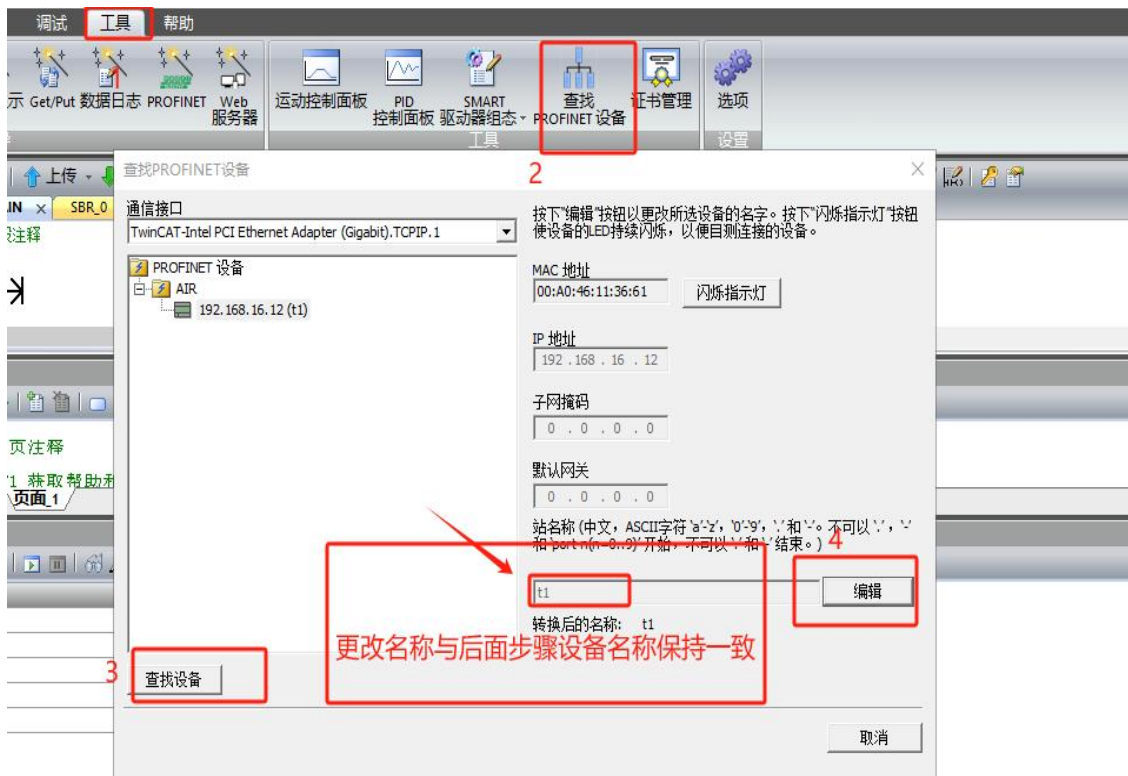 调试 工具 帮助
示 Get/Put 数据日志 PROFINET Web
服务器
运动控制面板 PID
控制面板 SMART
驱动器组态 查找
PROFINET 设备 证书管理 选项
工具 设置
上传
查找PROFINET设备
2
IN SBR_0
通信接口
TwinCAT-Intel PCI Ethernet Adapter (Gigabit).TCPIP.1
按下"编辑"按钮以更改所选设备的名字。按下"闪烁指示灯"按钮
使设备的LED持续闪烁，以便目测连接的设备。
PROFINET 设备
AIR
192.168.16.12 (t1)
MAC 地址
00:A0:46:11:36:61 闪烁指示灯
IP 地址
192 . 168 . 16 . 12
子网掩码
0 . 0 . 0 . 0
页注释
获取帮助
页面_1
默认网关
0 . 0 . 0 . 0
站名称 (中文，ASCII字符 'a'-'z'，'0'-'9'，'.' 和 '-'。不可以 '.'，'-'
开始，不可以 '.' 和 '-' 结束。)
4
t1 编辑
转换后的名称: t1
更改名称与后面步骤设备名称保持一致
3
查找设备
取消